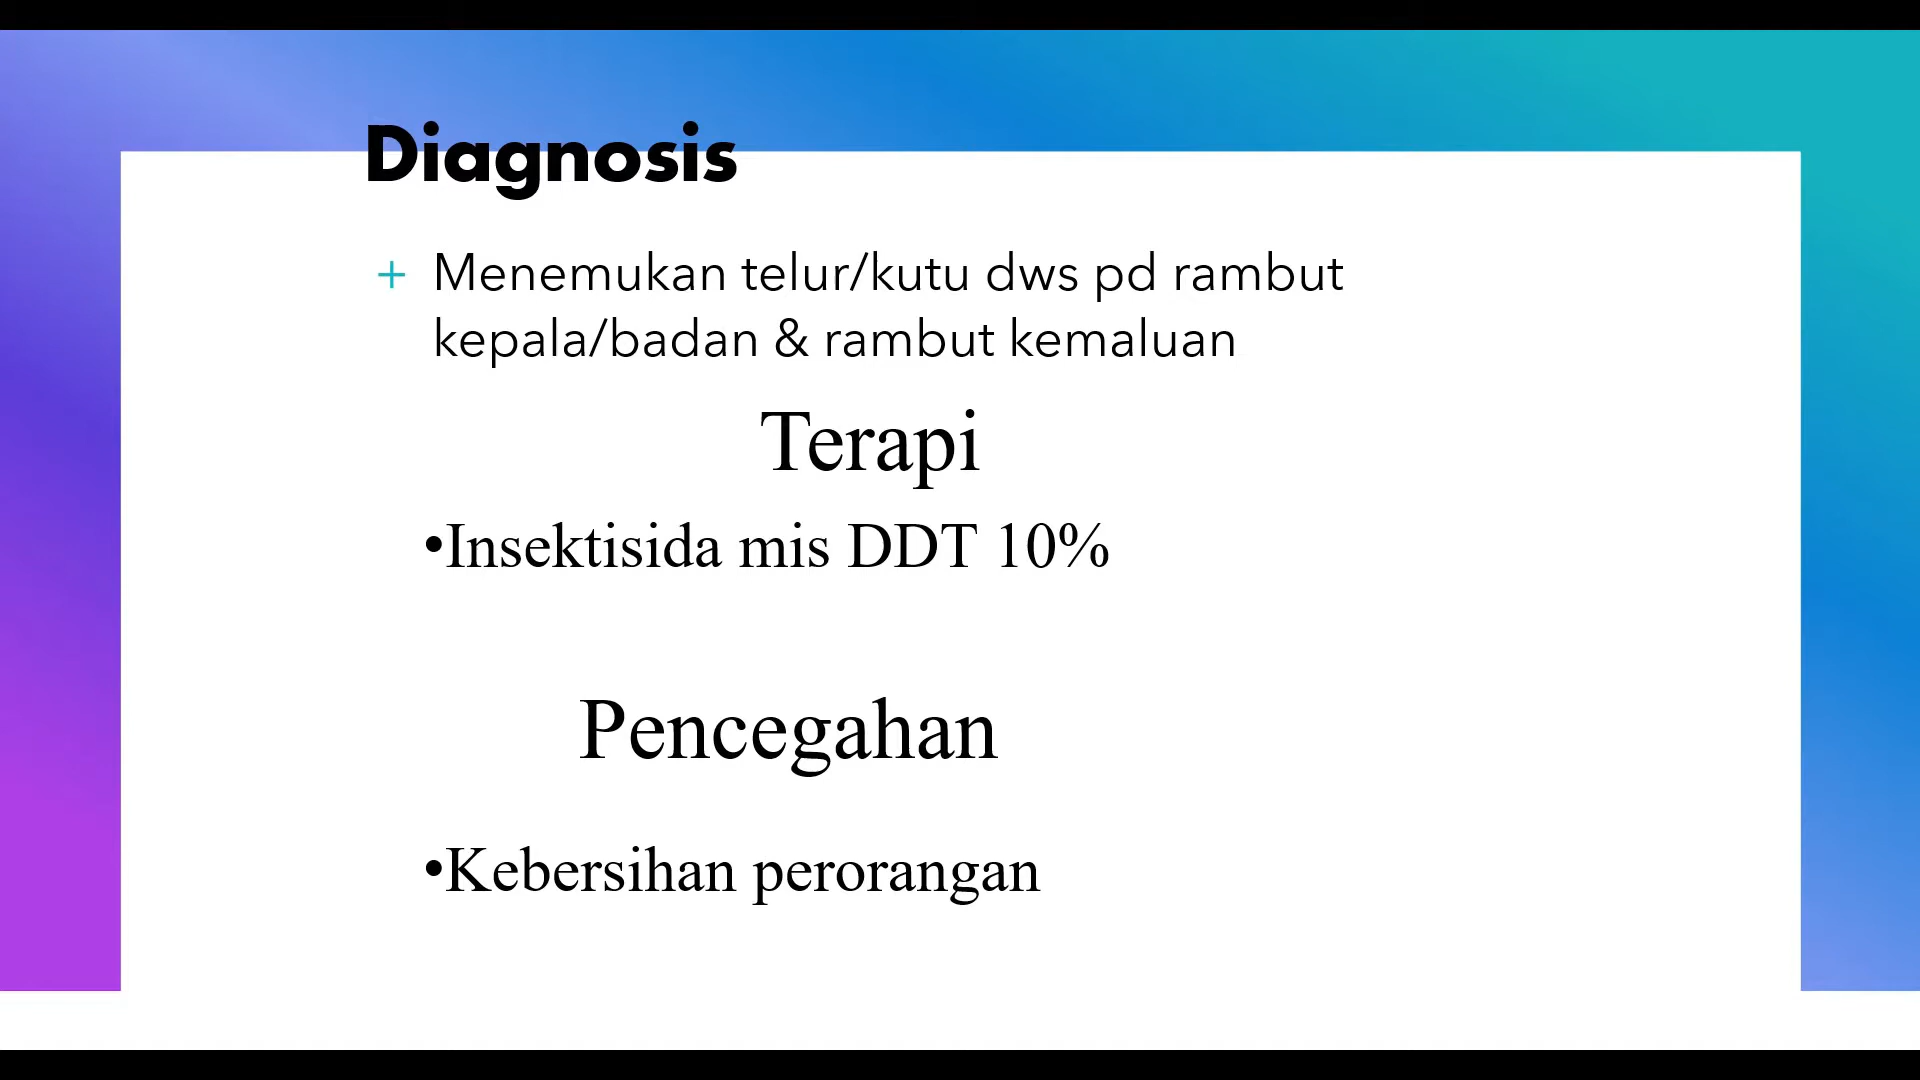 Diagnosis
+ Menemukan telur/kutu dws pd rambut
kepala/badan & rambut kemaluan
Terapi
•Insektisida mis DDT 10%
Pencegahan
•Kebersihan perorangan